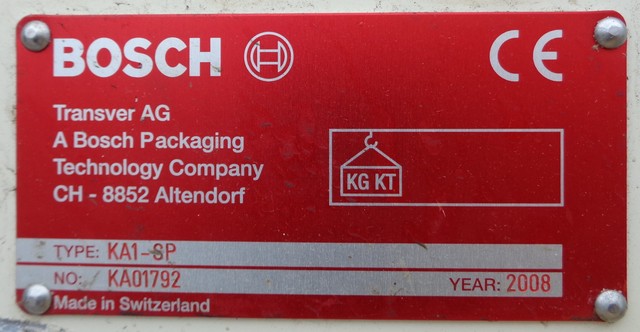 BOSCH CE
Transver AG
A Bosch Packaging
Technology Company
CH - 8852 Altendorf
KG KT
TYPE: KA1-SP
NO: KA01792 YEAR: 2008
Made in Switzerland